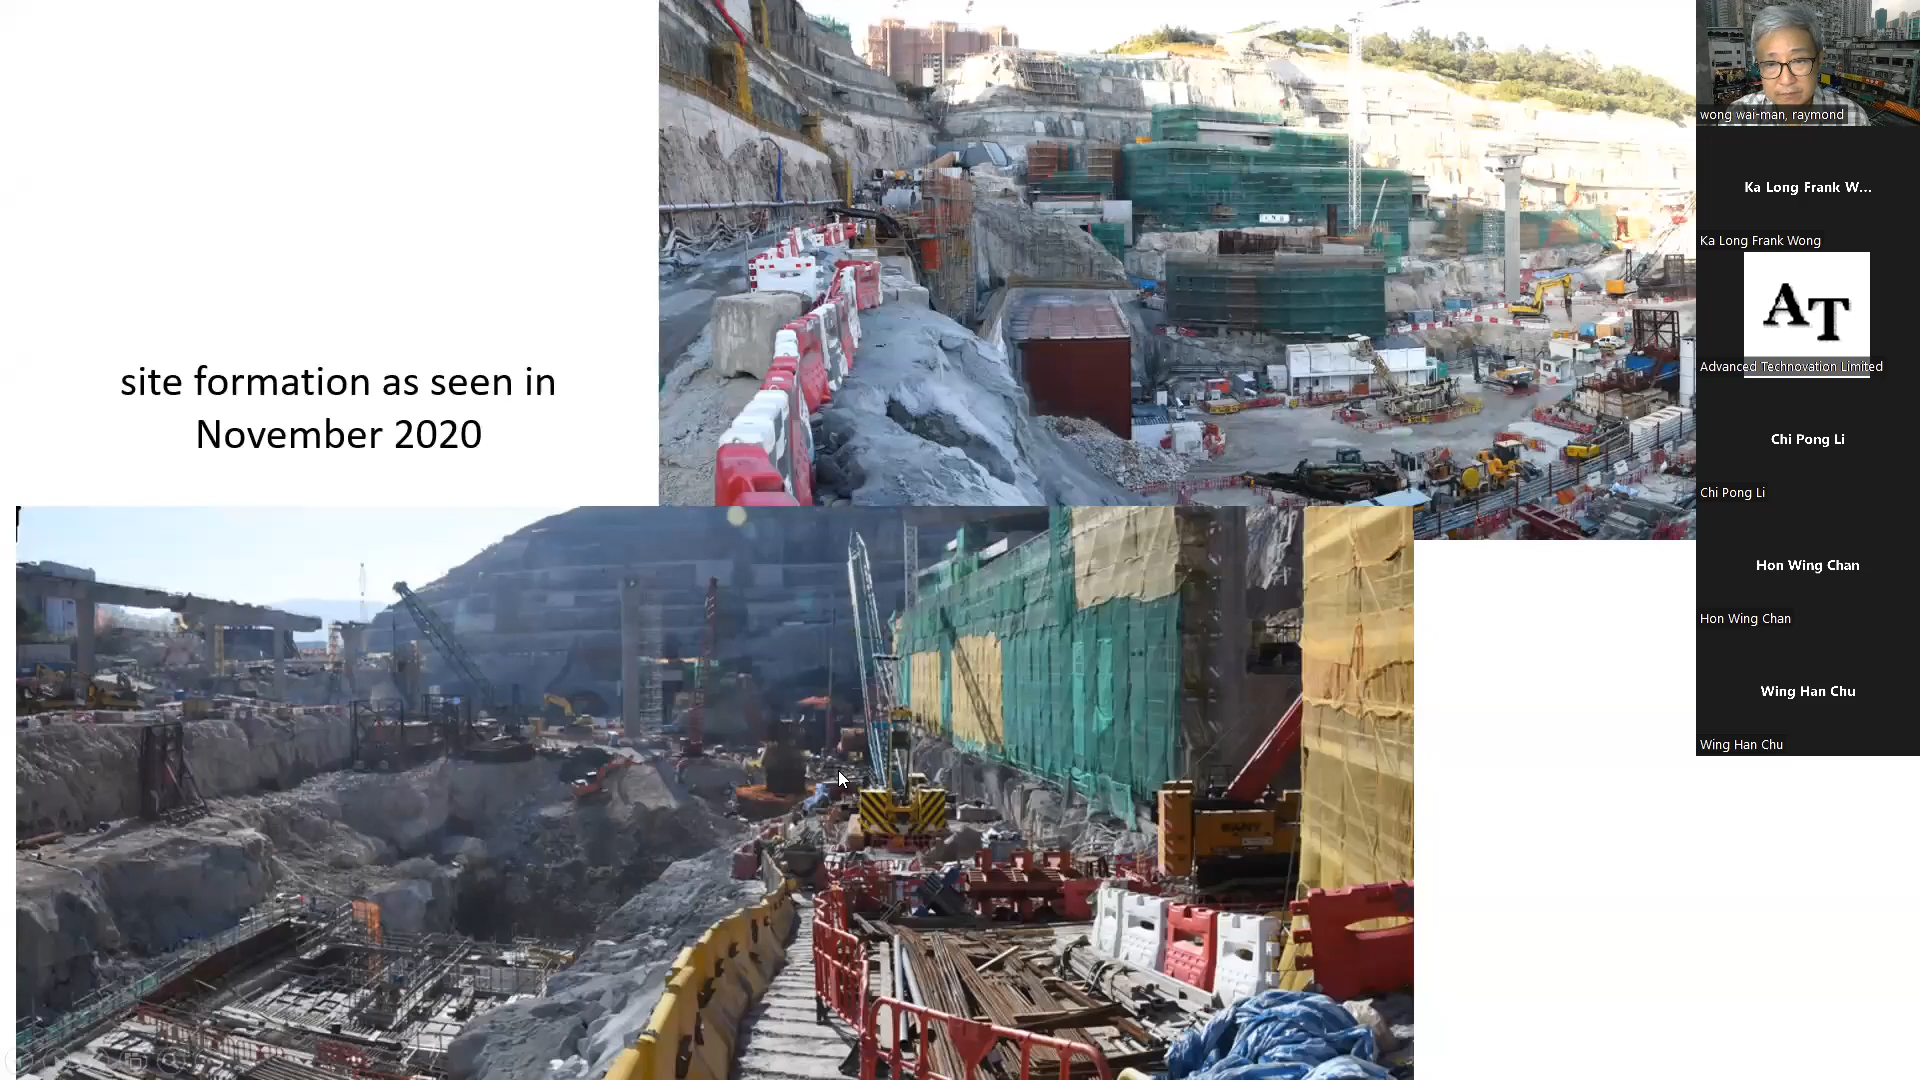 site formation as seen in
November 2020
wong wai-man, raymond
Ka Long Frank W...
Ka Long Frank Wong
AT
Advanced Technovation Limited
Chi Pong Li
Chi Pong Li
Hon Wing Chan
Hon Wing Chan
Wing Han Chu
Wing Han Chu